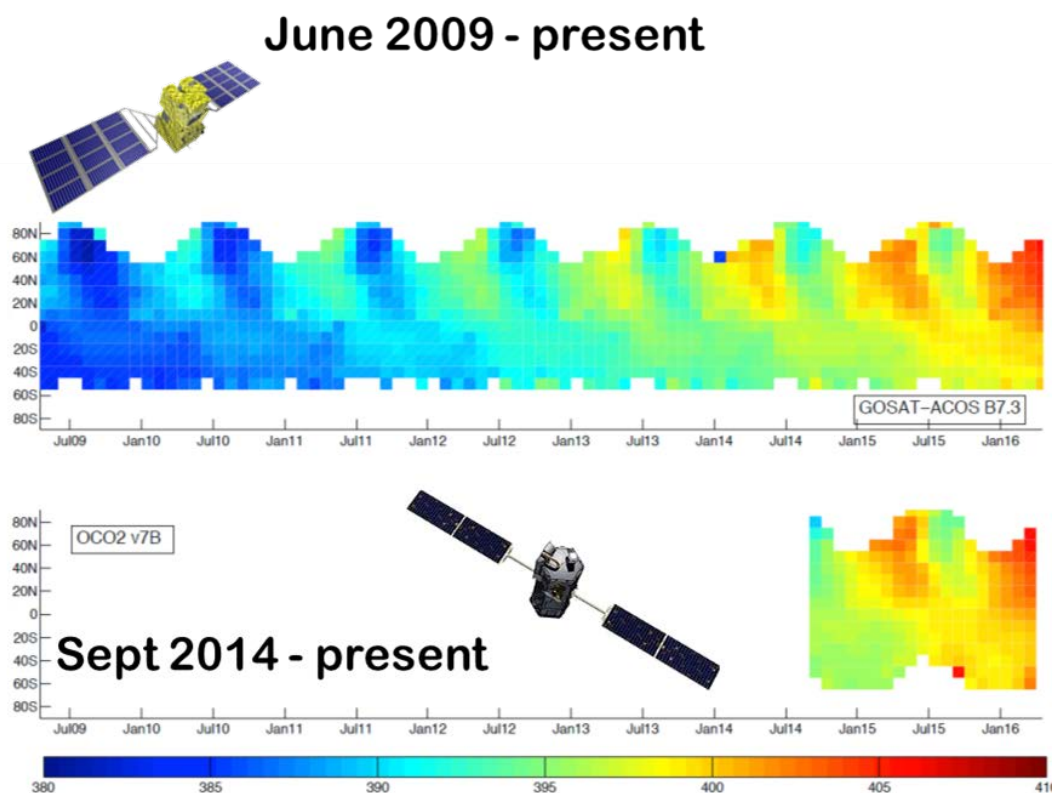 June 2009 - present
80N
60N
40N
20N
0
20S
40S
60S
80S
GOSAT-ACOS B7.3
Jul09 Jan10 Jul10 Jan11 Jul11 Jan12 Jul12 Jan13 Jul13 Jan14 Jul14 Jan15 Jul15 Jan16
80N
OCO2 v7B
60N
40N
20N
0
20S
Sept 2014 - present
40S
60S
80S
Jul09 Jan10 Jul10 Jan11 Jul11 Jan12 Jul12 Jan13 Jul13 Jan14 Jul14 Jan15 Jul15 Jan16
380 385 390 395 400 405 410